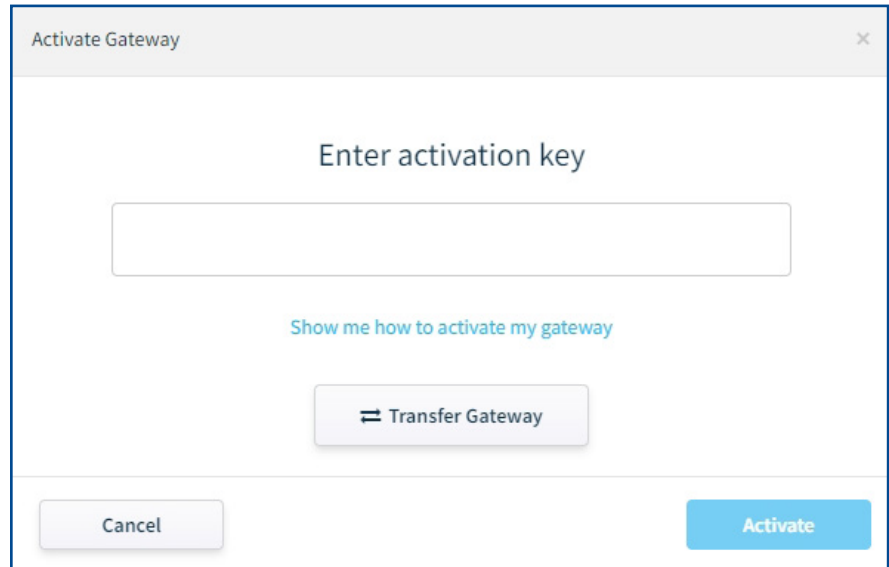 Activate Gateway ×
Enter activation key
Show me how to activate my gateway
Transfer Gateway
Cancel
Activate